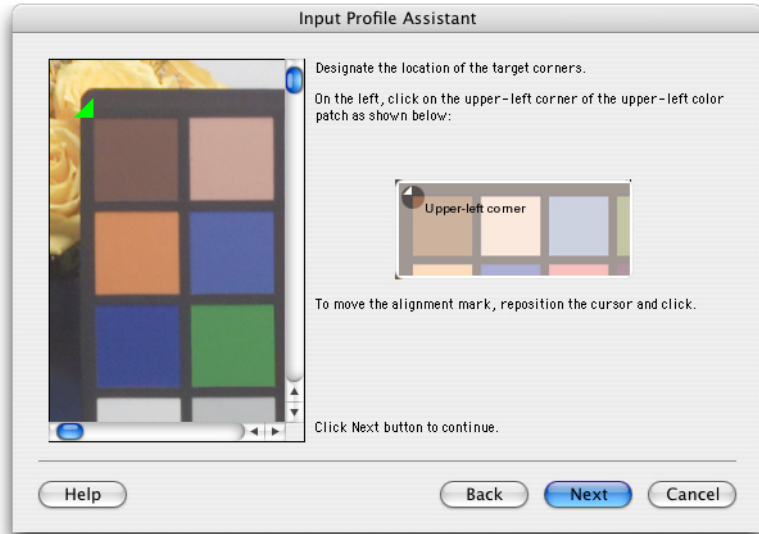 Input Profile Assistant
Designate the location of the target corners.
On the left, click on the upper-left corner of the upper-left color
patch as shown below:
Upper-left corner
To move the alignment mark, reposition the cursor and click.
Click Next button to continue.
Help
Back
Next
Cancel